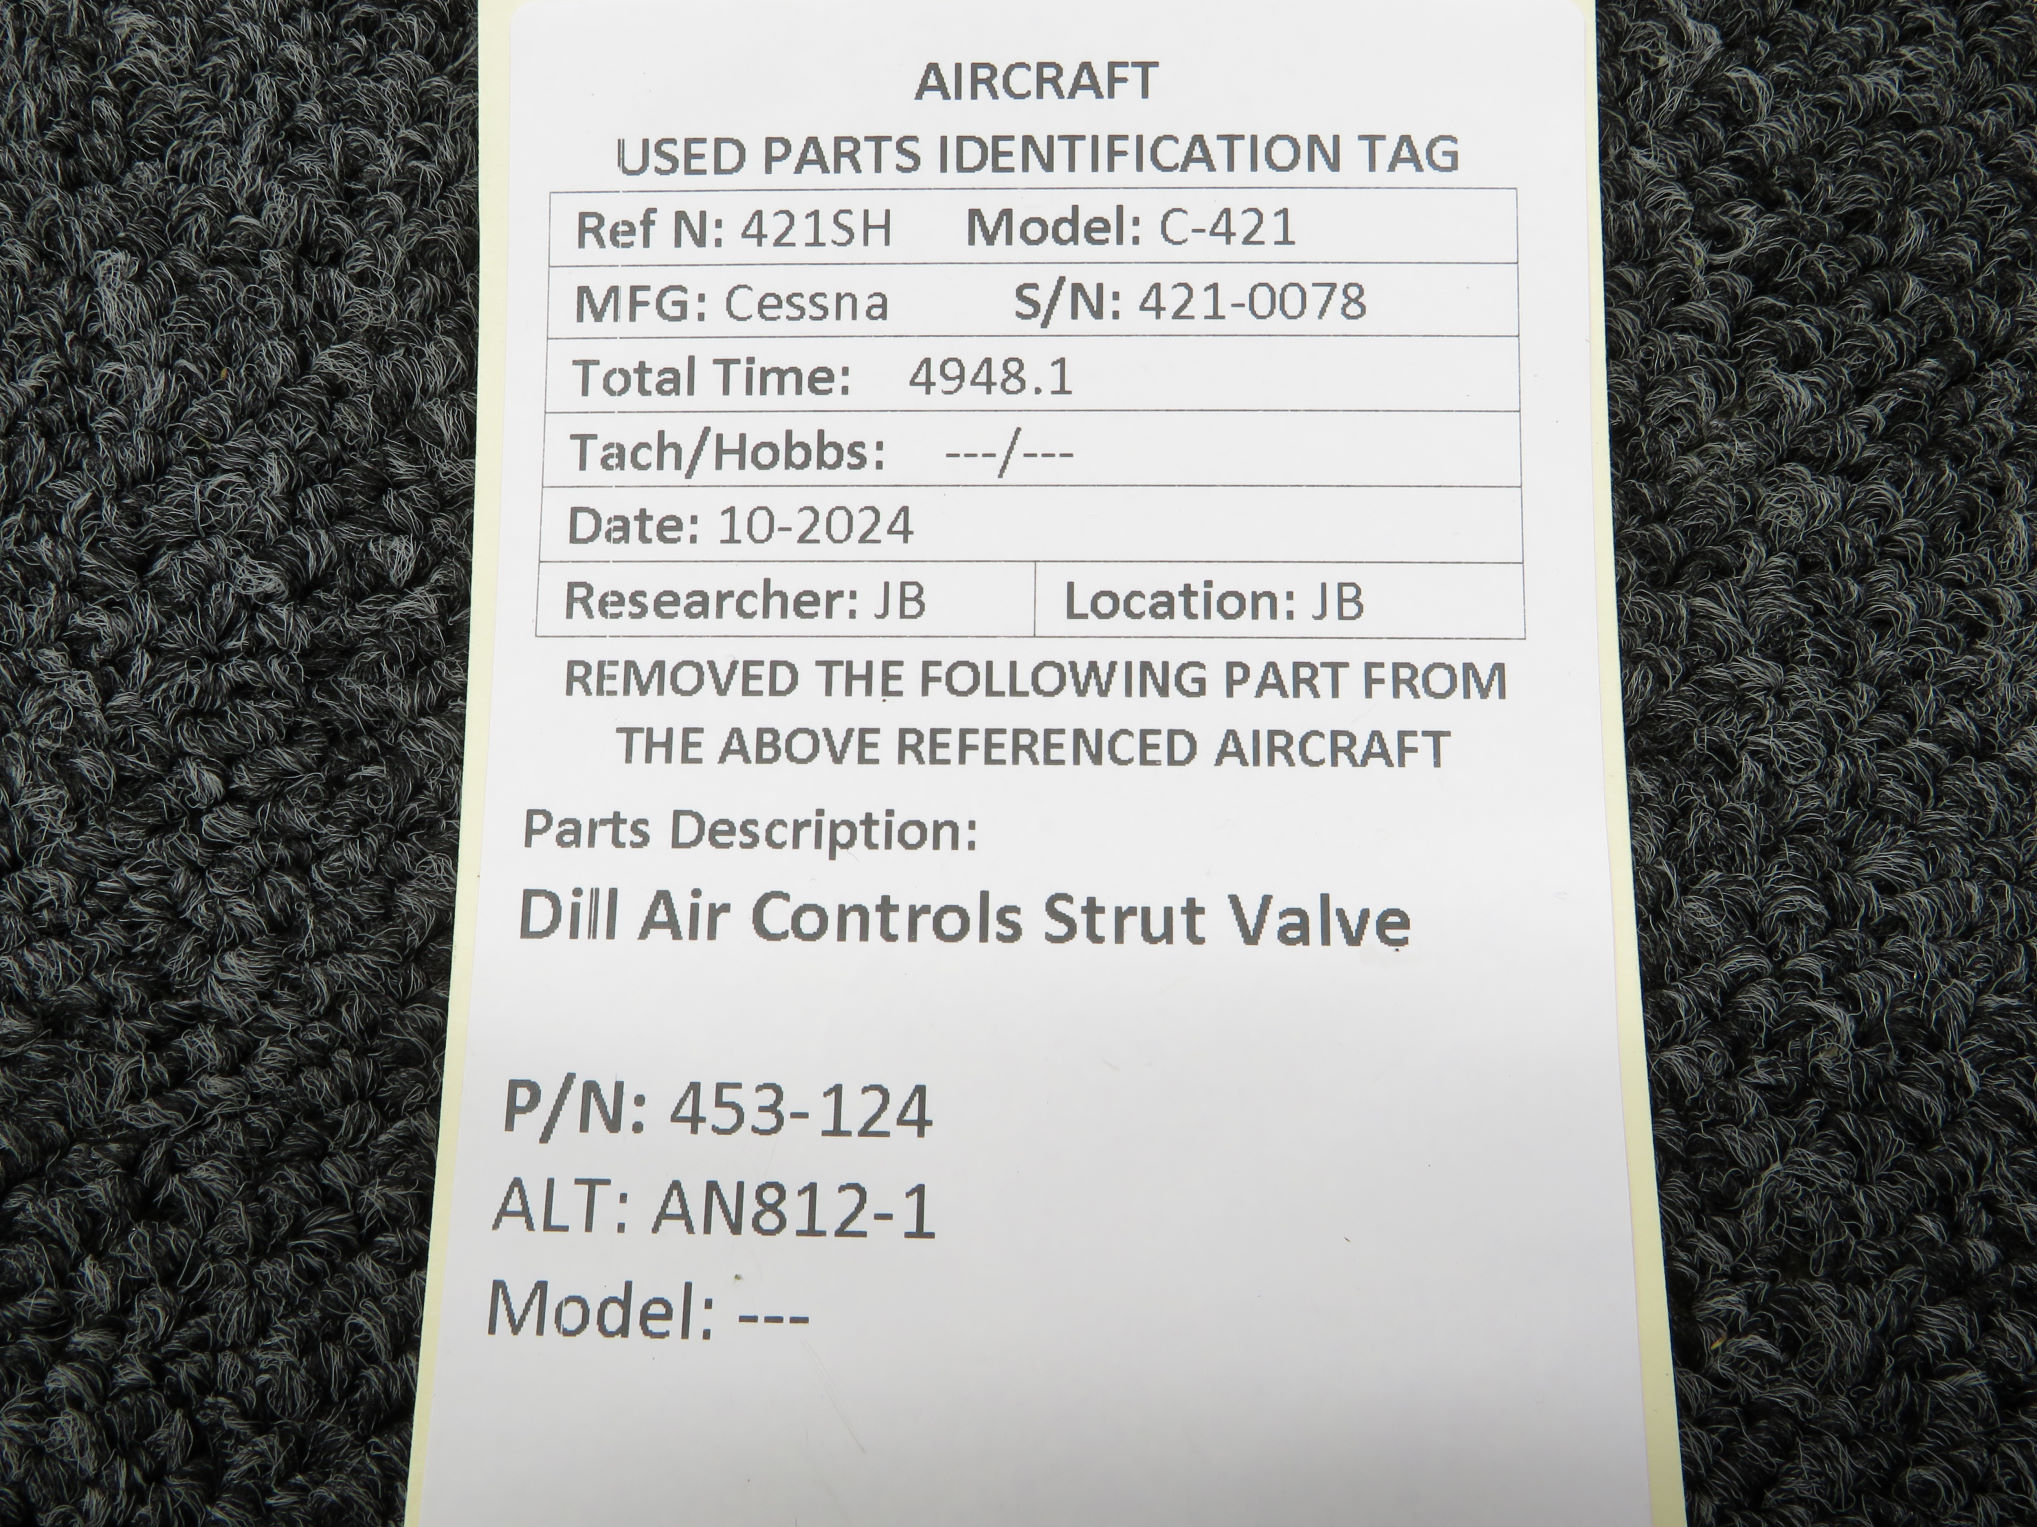 AIRCRAFT
USED PARTS IDENTIFICATION TAG
Ref N: 421SH Model: C-421
MFG: Cessna S/N: 421-0078
Total Time: 4948.1
Tach/Hobbs: ---/---
Date: 10-2024
Researcher: JB Location: JB
REMOVED THE FOLLOWING PART FROM
THE ABOVE REFERENCED AIRCRAFT
Parts Description:
Dill Air Controls Strut Valve
P/N: 453-124
ALT: AN812-1
Model: ---